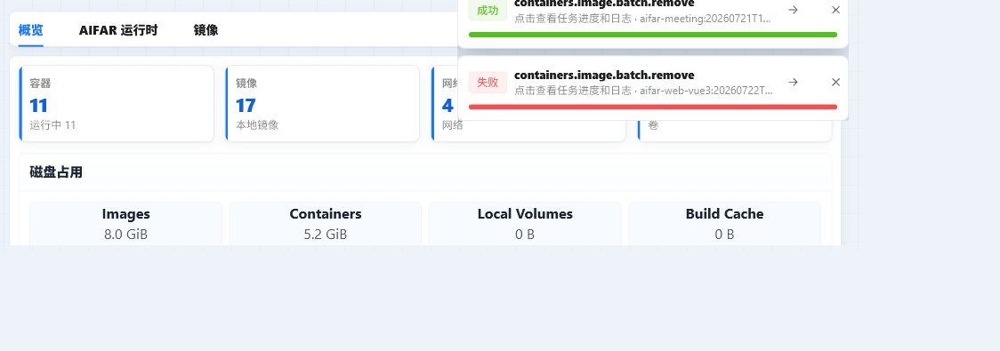 成功
containers.image.batch.remove
点击查看任务进度和日志 · aifar-meeting:20260721T1...
概览 AIFAR 运行时 镜像
失败
containers.image.batch.remove
点击查看任务进度和日志 · aifar-web-vue3:20260722T...
容器
11
运行中 11
镜像
17
本地镜像
4
网络
卷
磁盘占用
Images
8.0 GiB
Containers
5.2 GiB
Local Volumes
0 B
Build Cache
0 B